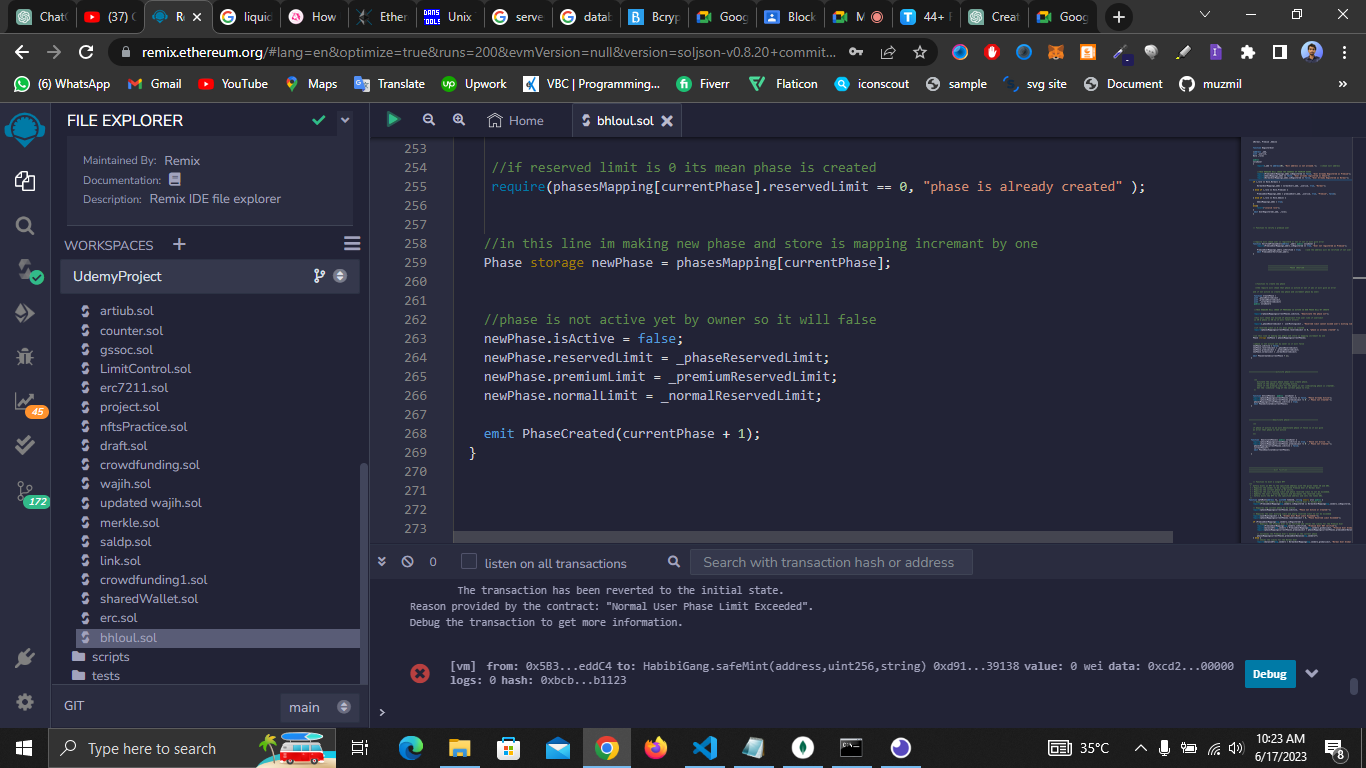 ChatG
(37) (
Re
liquid
How
Ether
DANS TOOLS
Unix
serve
datab
Bcryp
Goog
Block
M
44+ F
Creat
Goog
remix.ethereum.org/#lang=en&optimize=true&runs=200&evmVersion=null&version=soljson-v0.8.20+commit...
(6) WhatsApp
Gmail
YouTube
Maps
Translate
Upwork
VBC | Programming...
Fiverr
Flaticon
iconscout
sample
svg site
Document
muzmil
»
FILE EXPLORER
Home
bhloul.sol
Maintained By: Remix
Documentation:
Description: Remix IDE file explorer
WORKSPACES
UdemyProject
artiub.sol
counter.sol
gssoc.sol
LimitControl.sol
erc7211.sol
project.sol
nftsPractice.sol
draft.sol
crowdfunding.sol
wajih.sol
updated wajih.sol
merkle.sol
saldp.sol
link.sol
crowdfunding1.sol
sharedWallet.sol
erc.sol
bhloul.sol
scripts
tests
GIT
main
45
172
253
254 //if reserved limit is 0 its mean phase is created
255 require(phasesMapping[currentPhase].reservedLimit == 0, "phase is already created" );
256
257
258 //in this line im making new phase and store is mapping incremant by one
259 Phase storage newPhase = phasesMapping[currentPhase];
260
261
262 //phase is not active yet by owner so it will false
263 newPhase.isActive = false;
264 newPhase.reservedLimit = _phaseReservedLimit;
265 newPhase.premiumLimit = _premiumReservedLimit;
266 newPhase.normalLimit = _normalReservedLimit;
267
268 emit PhaseCreated(currentPhase + 1);
269 }
270
271
272
273
0
listen on all transactions
Search with transaction hash or address
The transaction has been reverted to the initial state.
Reason provided by the contract: "Normal User Phase Limit Exceeded".
Debug the transaction to get more information.
[vm] from: 0x5B3...eddC4 to: HabibiGang.safeMint(address,uint256,string) 0xd91...39138 value: 0 wei data: 0xcd2...00000
logs: 0 hash: 0xbcb...b1123
Debug
>
Type here to search
35°C
10:23 AM
6/17/2023
8